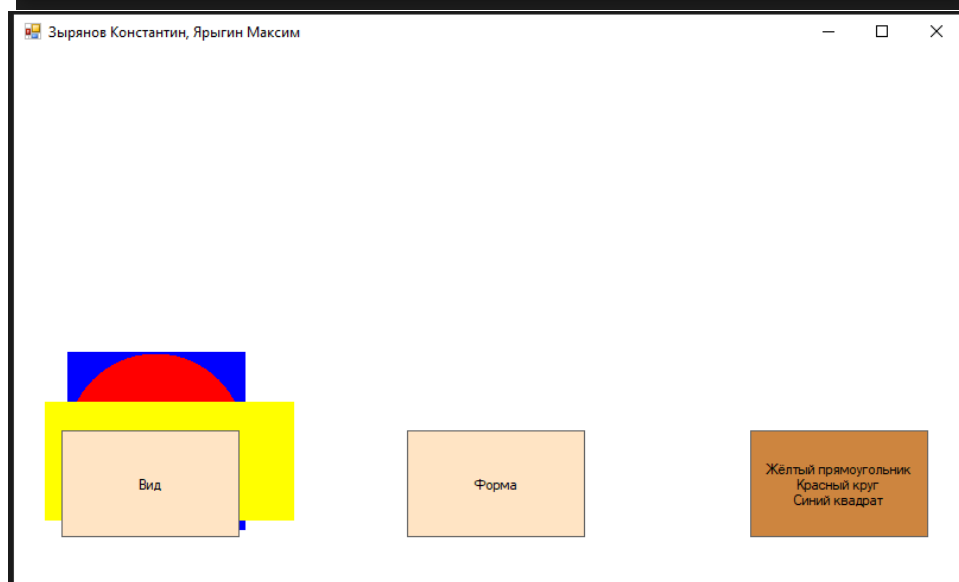 Зырянов Константин, Ярыгин Максим
Вид
Форма
Жёлтый прямоугольник
Красный круг
Синий квадрат